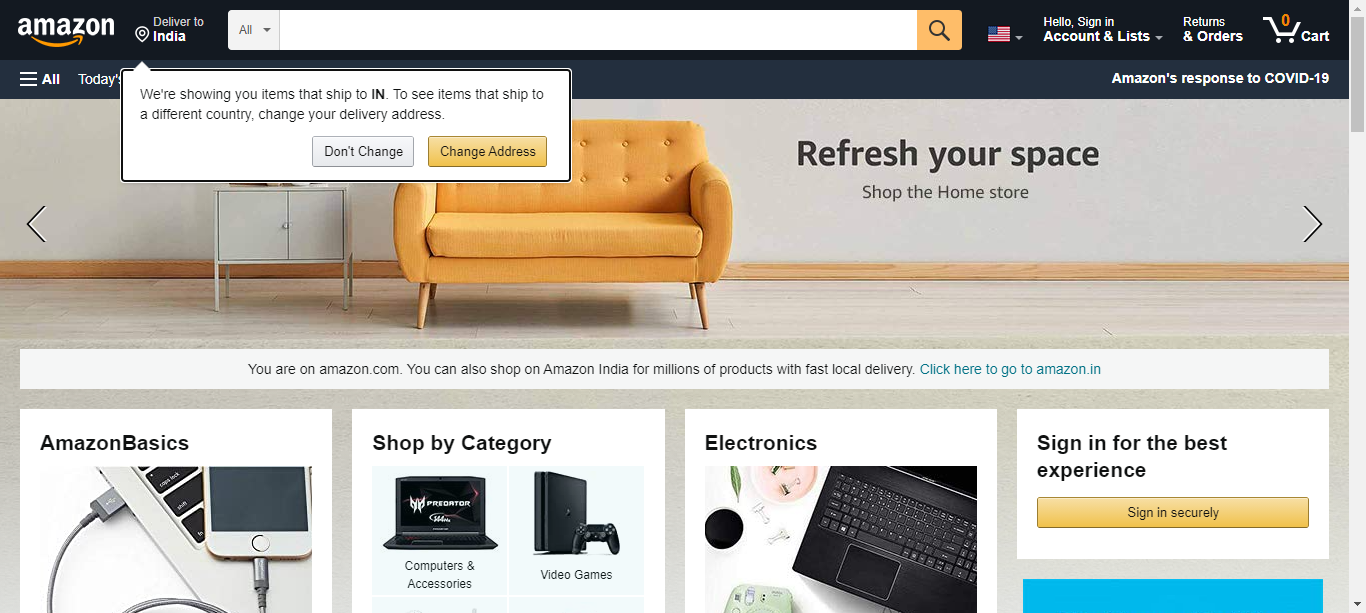 amazon
Deliver to
India
All
Hello, Sign in
Account & Lists
Returns
& Orders
0
Cart
All
Today's
Amazon's response to COVID-19
We're showing you items that ship to IN. To see items that ship to
a different country, change your delivery address.
Don't Change
Change Address
Refresh your space
Shop the Home store
You are on amazon.com. You can also shop on Amazon India for millions of products with fast local delivery. Click here to go to amazon.in
AmazonBasics
Shop by Category
PREDATOR
Computers &
Accessories
Video Games
Electronics
Sign in for the best
experience
Sign in securely